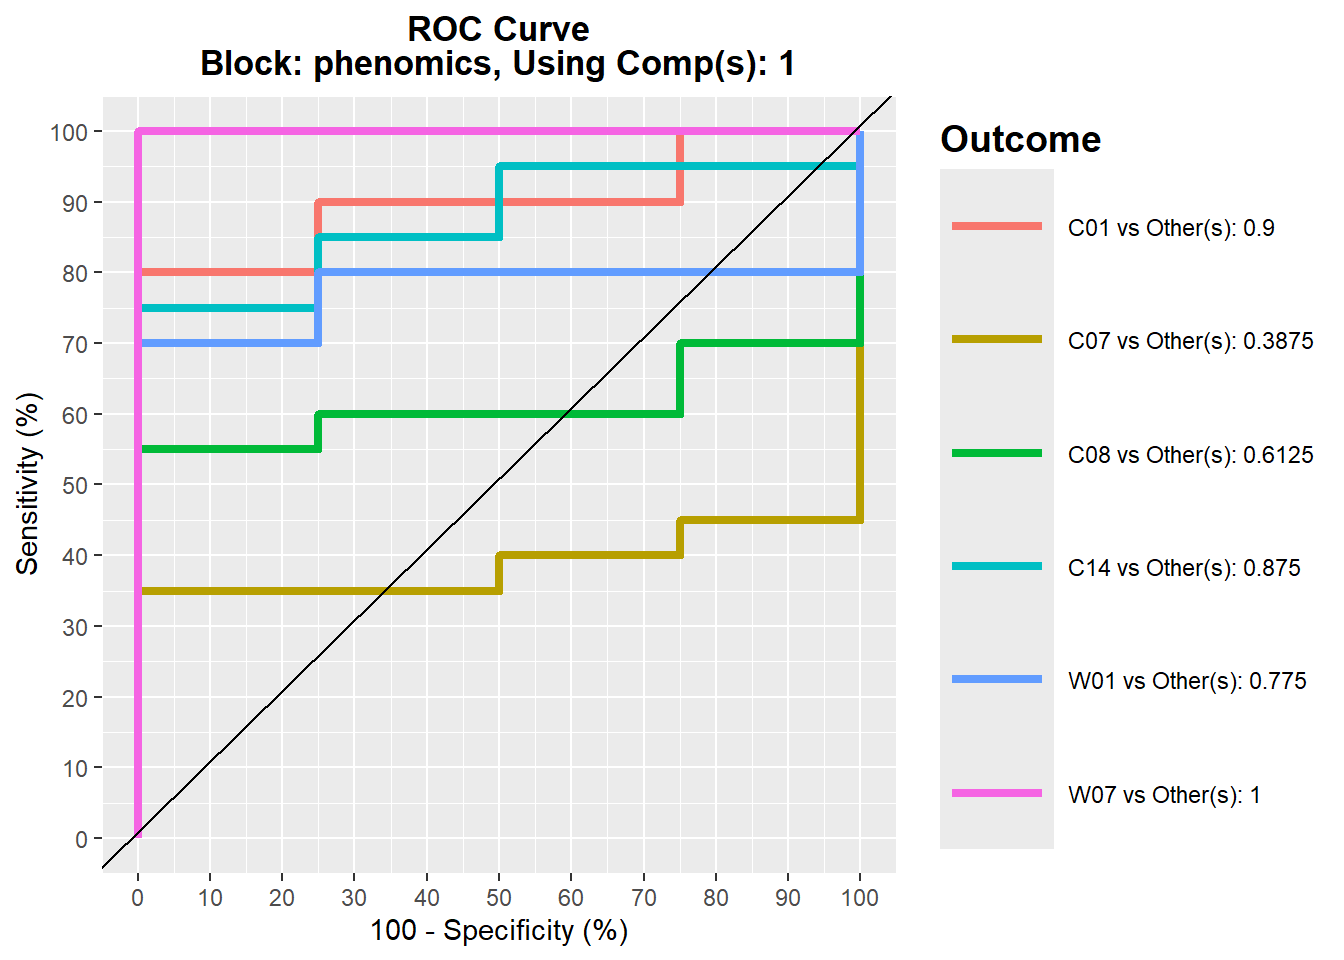 ROC Curve
Block: phenomics, Using Comp(s): 1
100
90
80
70
60
50
40
30
20
10
0
Sensitivity (%)
0 10 20 30 40 50 60 70 80 90 100
100 - Specificity (%)
Outcome
C01 vs Other(s): 0.9
C07 vs Other(s): 0.3875
C08 vs Other(s): 0.6125
C14 vs Other(s): 0.875
W01 vs Other(s): 0.775
W07 vs Other(s): 1